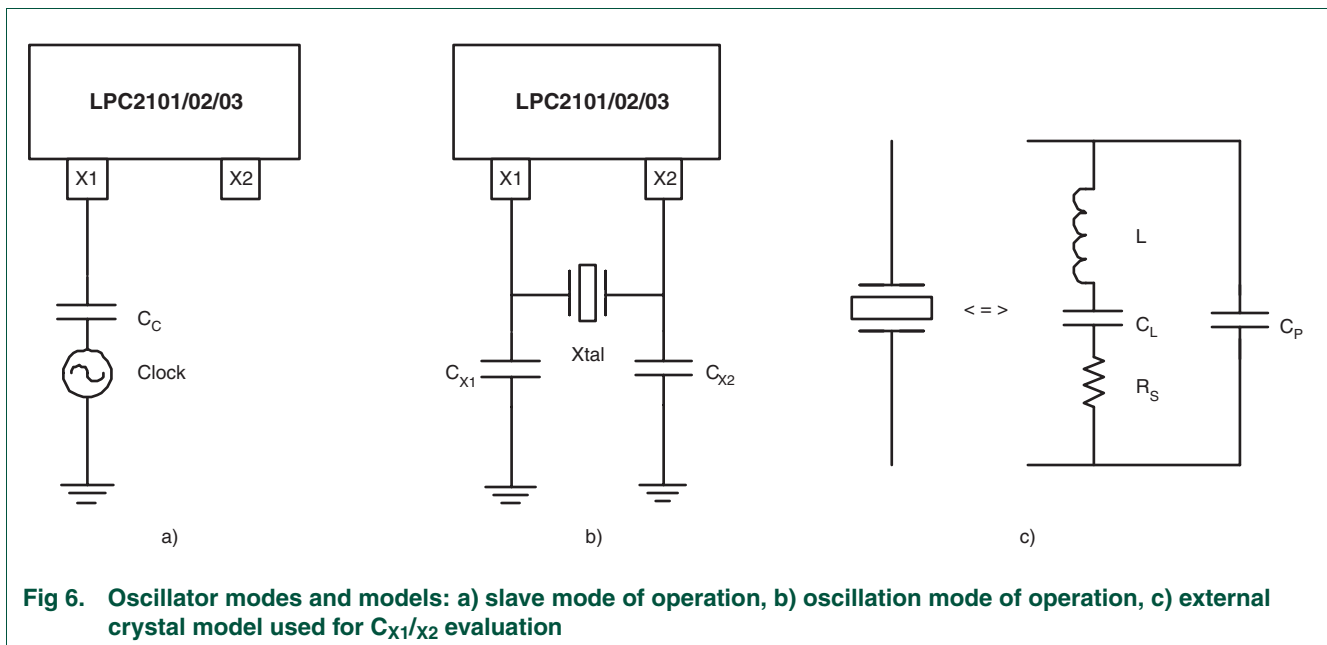 LPC2101/02/03
X1
X2
C_C
Clock
a)
LPC2101/02/03
X1
X2
Xtal
C_X1
C_X2
b)
< = >
L
C_L
R_S
C_P
c)
Fig 6. Oscillator modes and models: a) slave mode of operation, b) oscillation mode of operation, c) external
crystal model used for C_X1/X2 evaluation